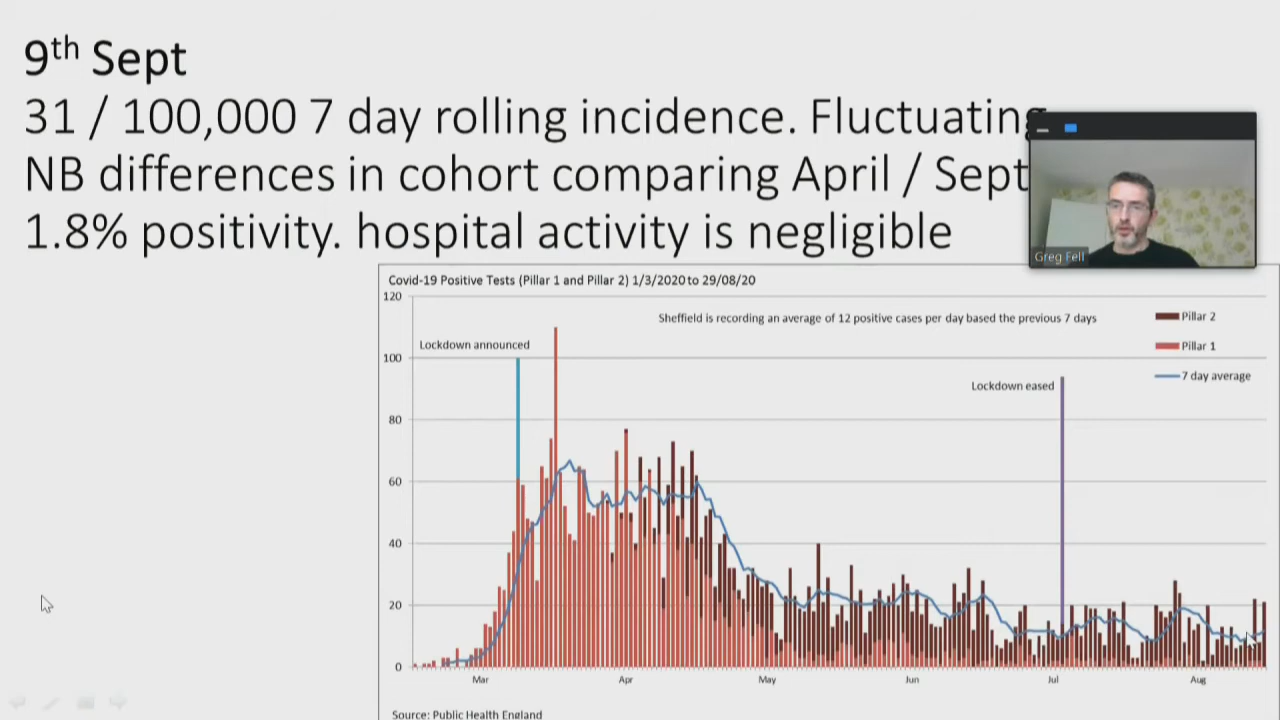 9th Sept
31 / 100,000 7 day rolling incidence. Fluctuating
NB differences in cohort comparing April / Sept
1.8% positivity. hospital activity is negligible
Greg Fell
Covid-19 Positive Tests (Pillar 1 and Pillar 2) 1/3/2020 to 29/08/20
120
Sheffield is recording an average of 12 positive cases per day based the previous 7 days
Pillar 2
Lockdown announced
Pillar 1
100
7 day average
Lockdown eased
80
60
40
20
0
Mar Apr May Jun Jul Aug
Source: Public Health England